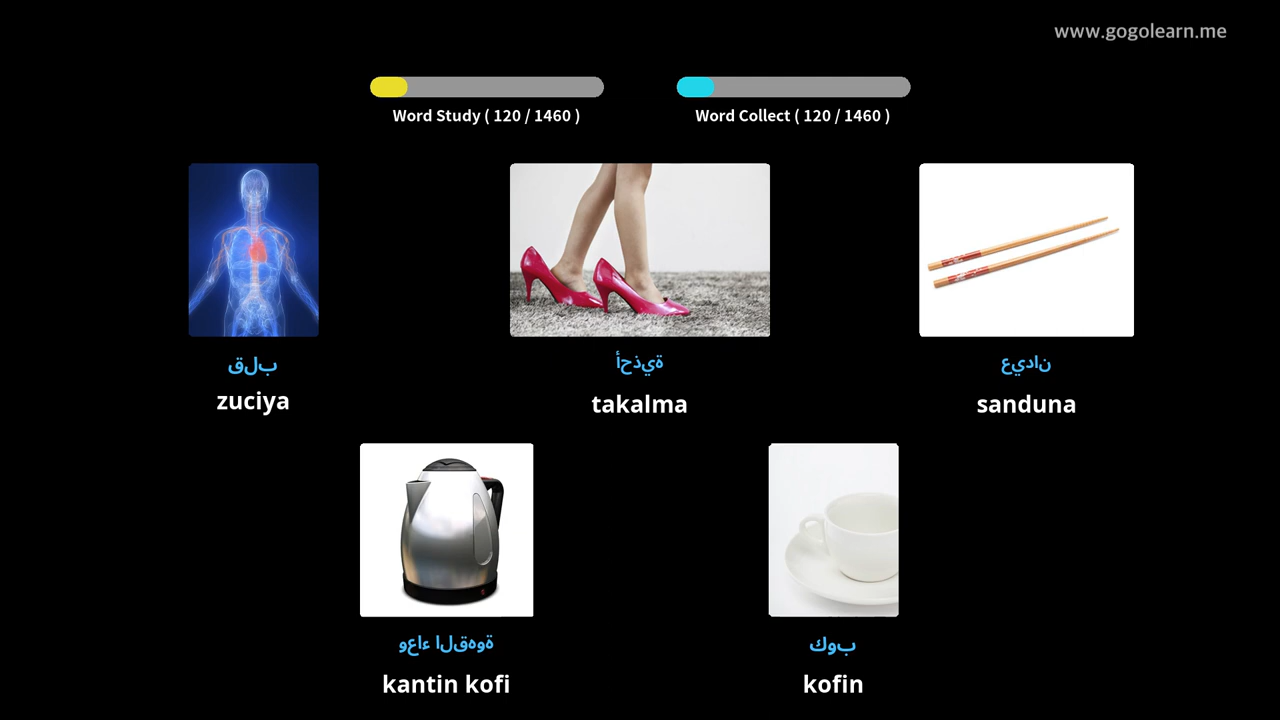 www.gogolearn.me
Word Study ( 120 / 1460 )
Word Collect ( 120 / 1460 )
قلب
zuciya
أحذية
takalma
عيدان
sanduna
وعاء القهوة
kantin kofi
كوب
kofin